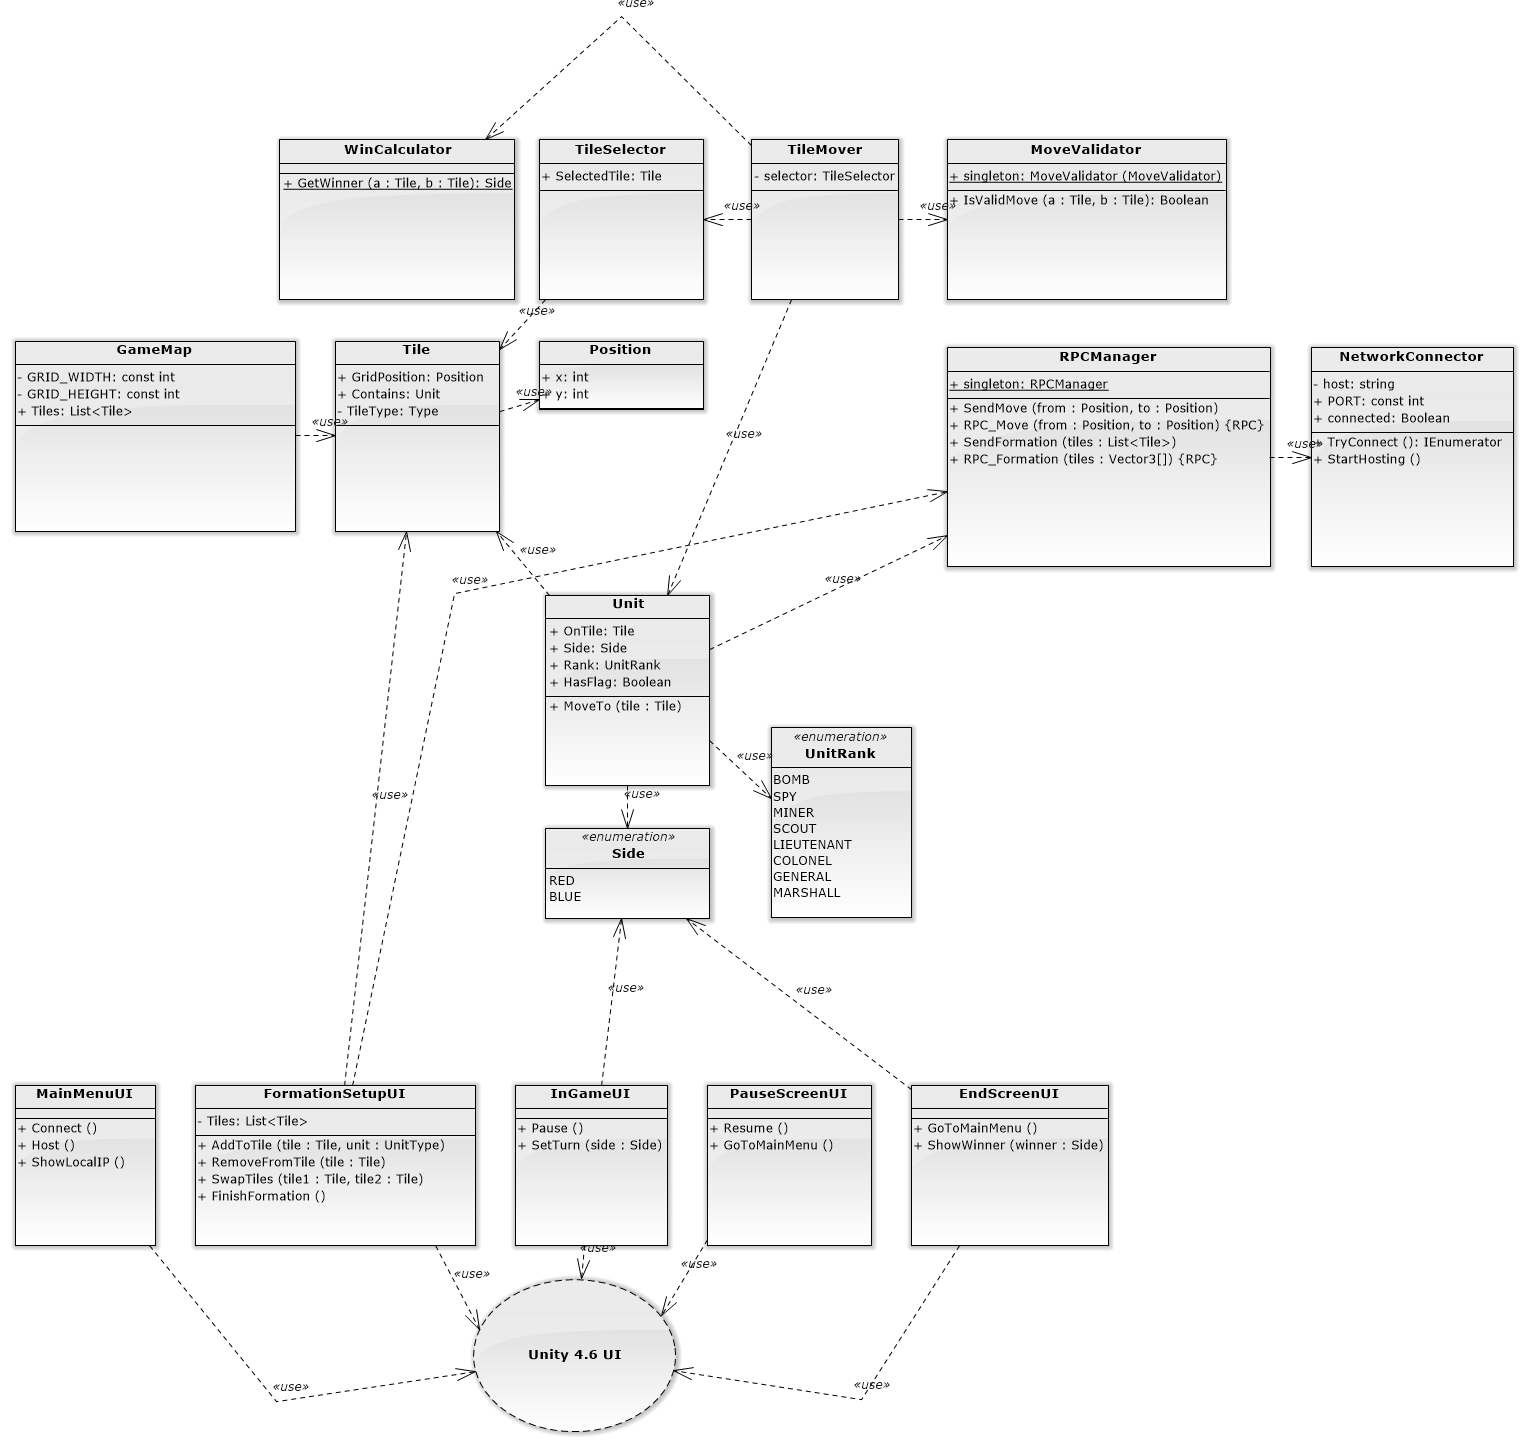 «use»
WinCalculator
+ GetWinner (a : Tile, b : Tile): Side
TileSelector
+ SelectedTile: Tile
TileMover
- selector: TileSelector
MoveValidator
+ singleton: MoveValidator (MoveValidator)
+ IsValidMove (a : Tile, b : Tile): Boolean
«use»
«use»
«use»
GameMap
- GRID_WIDTH: const int
- GRID_HEIGHT: const int
+ Tiles: List<Tile>
«use»
Tile
+ GridPosition: Position
+ Contains: Unit
- TileType: Type
«use»
Position
+ x: int
+ y: int
«use»
RPCManager
+ singleton: RPCManager
+ SendMove (from : Position, to : Position)
+ RPC_Move (from : Position, to : Position) {RPC}
+ SendFormation (tiles : List<Tile>)
+ RPC_Formation (tiles : Vector3[]) {RPC}
«use»
NetworkConnector
- host: string
+ PORT: const int
+ connected: Boolean
+ TryConnect (): IEnumerator
+ StartHosting ()
«use»
«use»
«use»
Unit
+ OnTile: Tile
+ Side: Side
+ Rank: UnitRank
+ HasFlag: Boolean
+ MoveTo (tile : Tile)
«use»
«enumeration»
UnitRank
BOMB
SPY
MINER
SCOUT
LIEUTENANT
COLONEL
GENERAL
MARSHALL
«use»
«use»
«enumeration»
Side
RED
BLUE
«use»
«use»
MainMenuUI
+ Connect ()
+ Host ()
+ ShowLocalIP ()
FormationSetupUI
- Tiles: List<Tile>
+ AddToTile (tile : Tile, unit : UnitType)
+ RemoveFromTile (tile : Tile)
+ SwapTiles (tile1 : Tile, tile2 : Tile)
+ FinishFormation ()
InGameUI
+ Pause ()
+ SetTurn (side : Side)
PauseScreenUI
+ Resume ()
+ GoToMainMenu ()
EndScreenUI
+ GoToMainMenu ()
+ ShowWinner (winner : Side)
«use»
«use»
«use»
Unity 4.6 UI
«use»
«use»